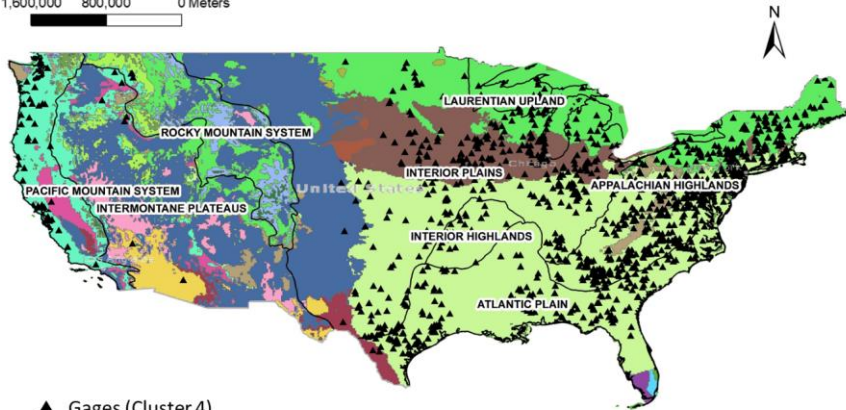 1,600,000 800,000 0 Meters
N
LAURENTIAN UPLAND
ROCKY MOUNTAIN SYSTEM
INTERIOR PLAINS
Chicago
United States
APPALACHIAN HIGHLANDS
PACIFIC MOUNTAIN SYSTEM
INTERMONTANE PLATEAUS
INTERIOR HIGHLANDS
ATLANTIC PLAIN
Gages (Cluster 4)